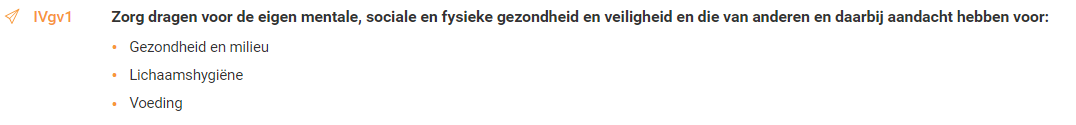 IVgv1 Zorg dragen voor de eigen mentale, sociale en fysieke gezondheid en veiligheid en die van anderen en daarbij aandacht hebben voor:
• Gezondheid en milieu
• Lichaamshygiëne
• Voeding